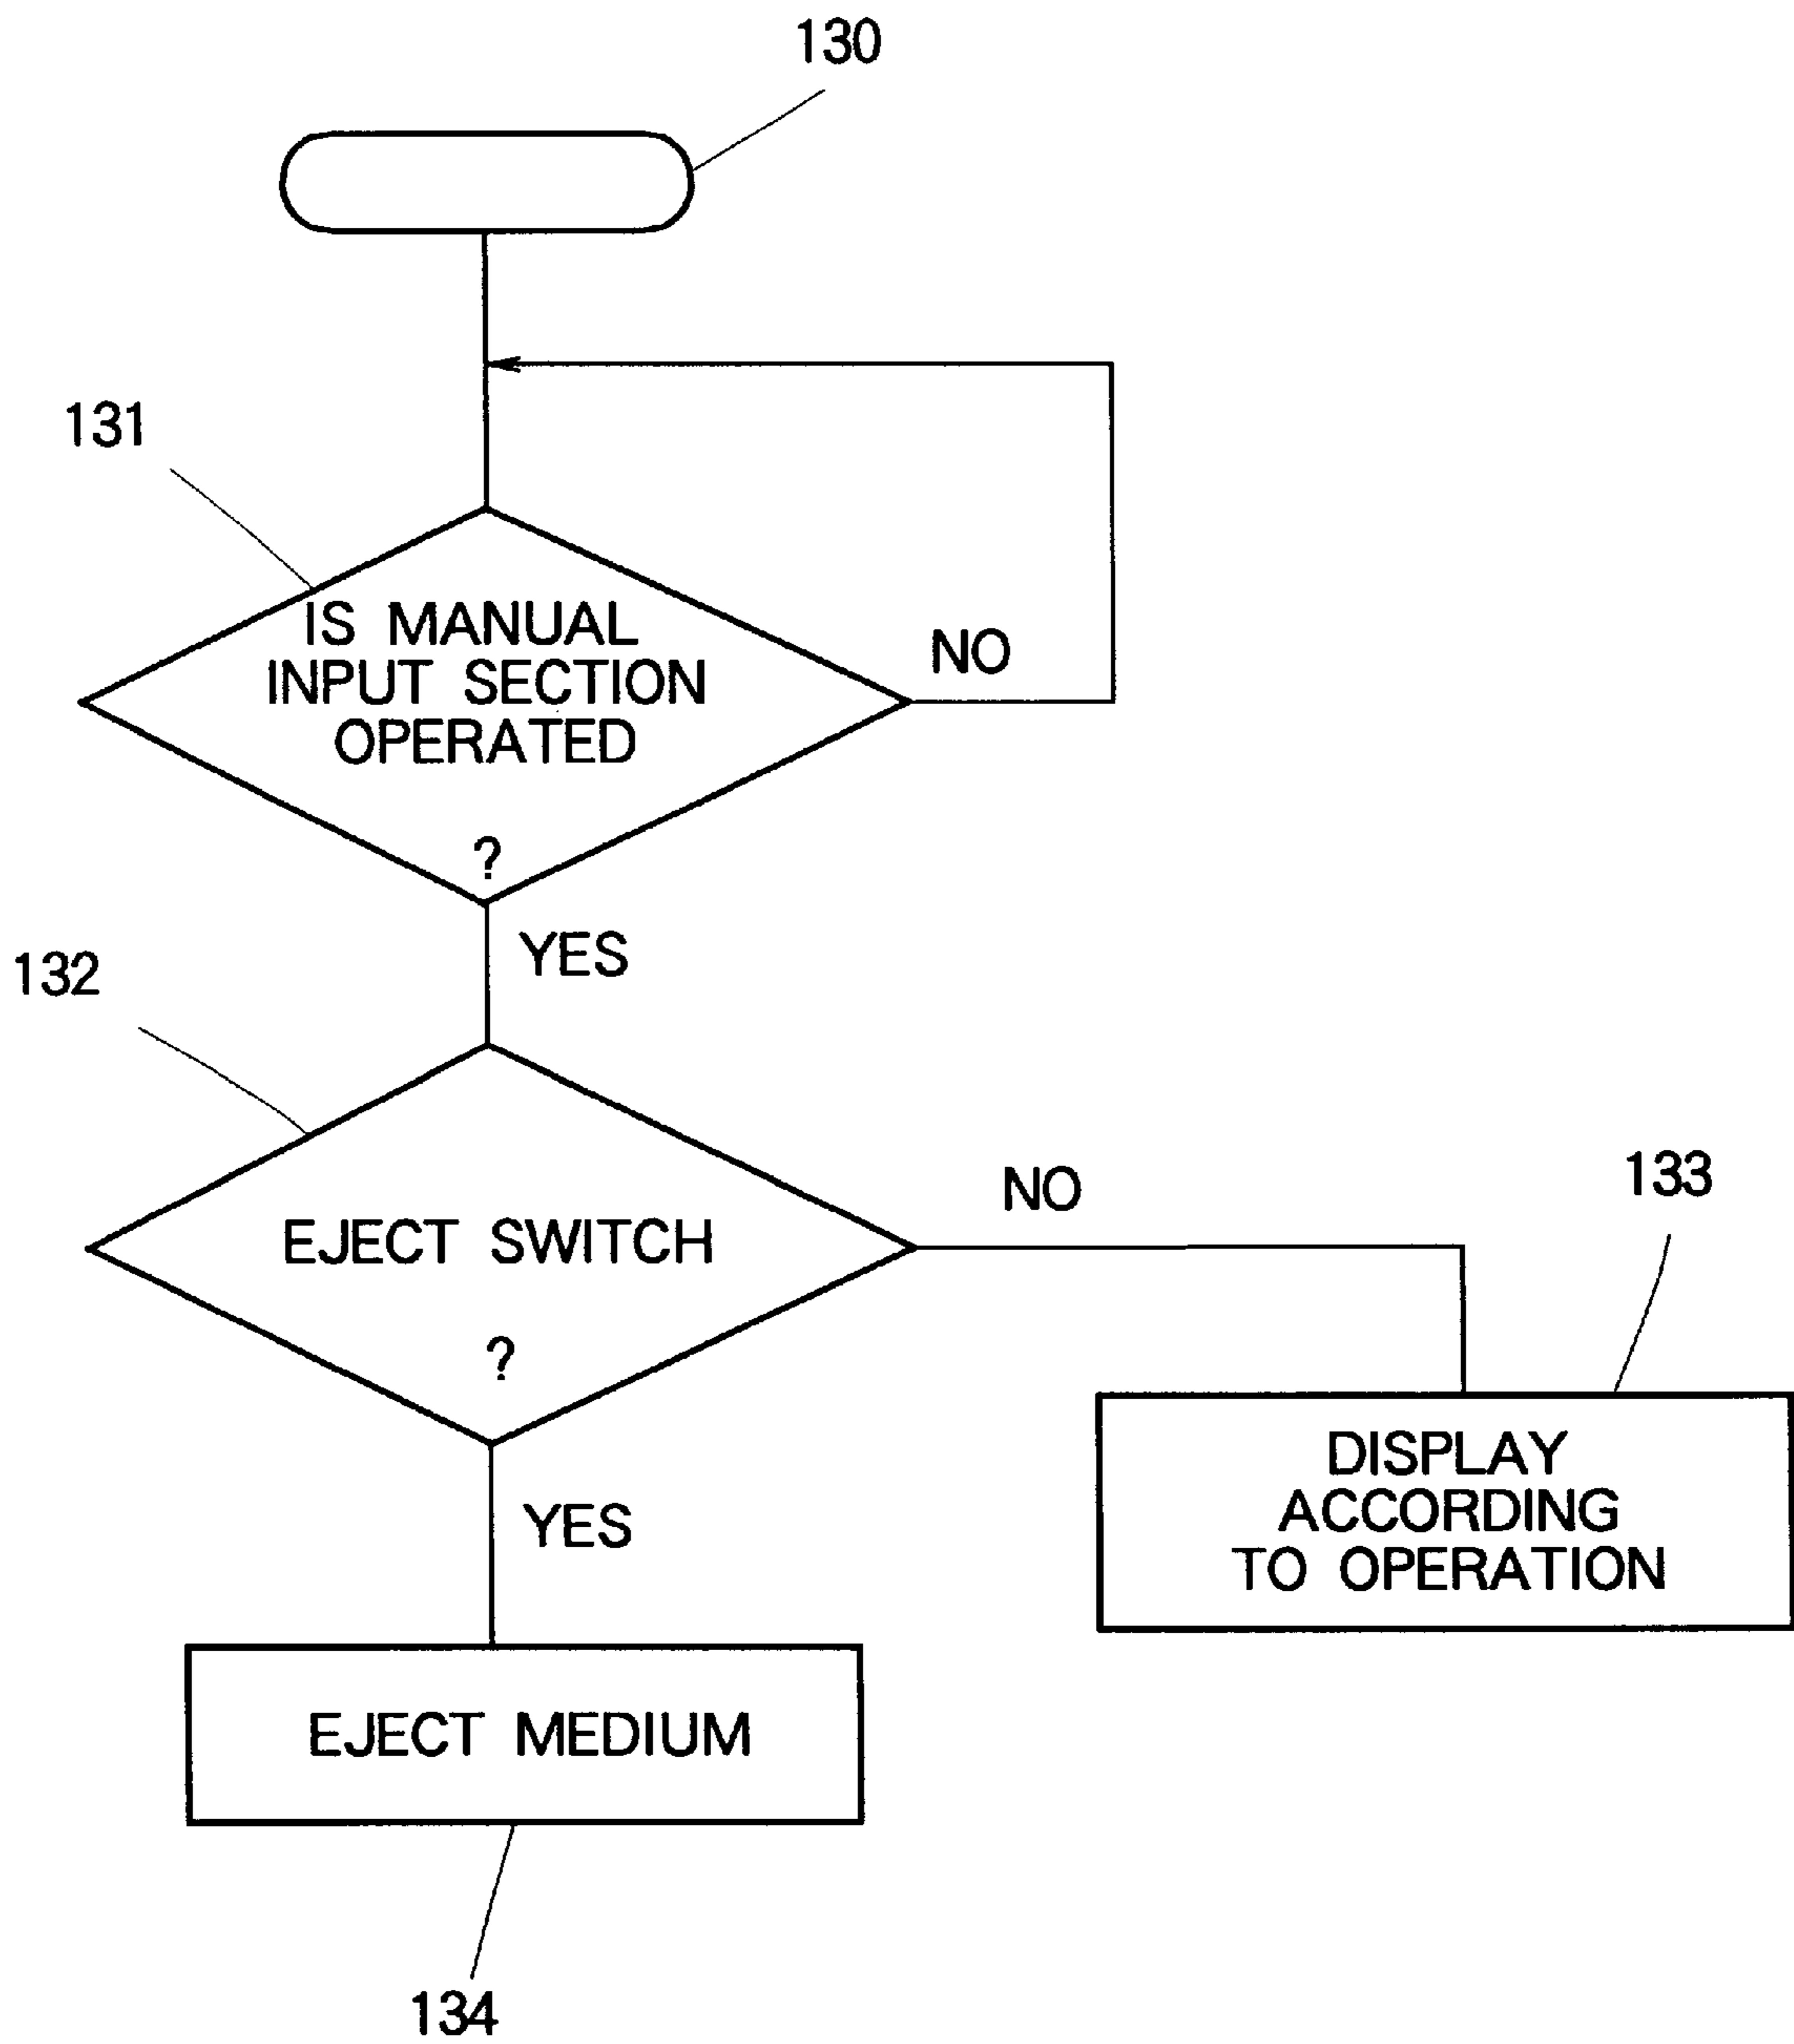 130
131
IS MANUAL
INPUT SECTION
OPERATED
?
NO
YES
132
EJECT SWITCH
?
NO
133
DISPLAY
ACCORDING
TO OPERATION
YES
EJECT MEDIUM
134